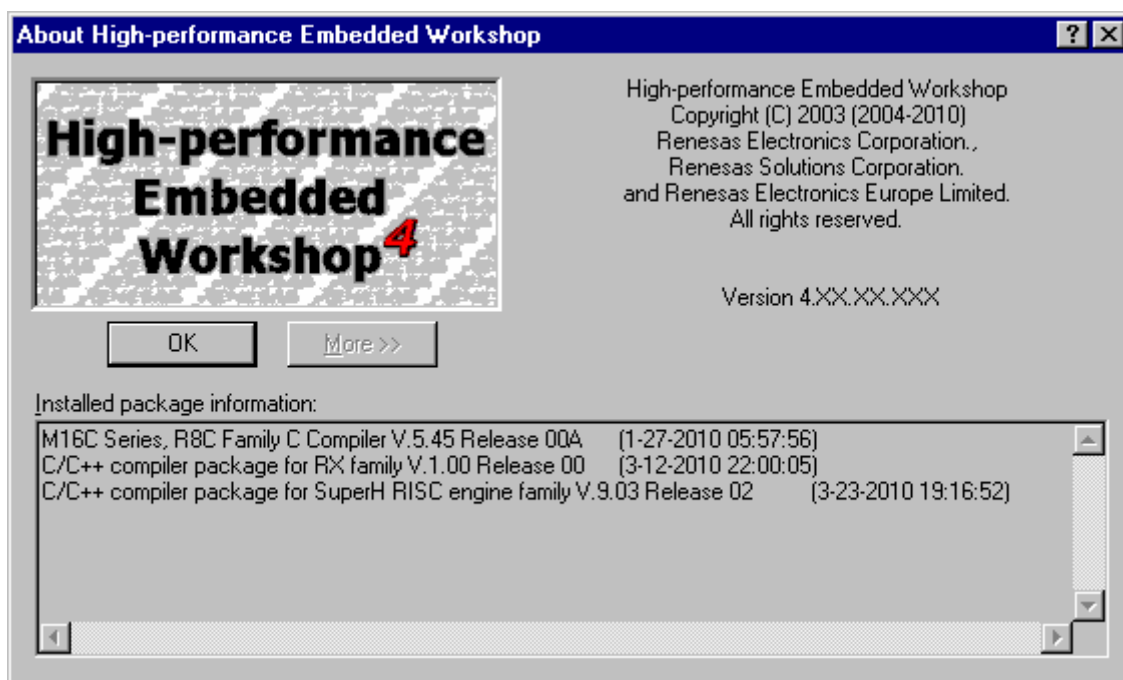 About High-performance Embedded Workshop
High-performance
Embedded
Workshop 4
High-performance Embedded Workshop
Copyright (C) 2003 (2004-2010)
Renesas Electronics Corporation.,
Renesas Solutions Corporation.
and Renesas Electronics Europe Limited.
All rights reserved.
Version 4.XX.XX.XXX
OK
More >>
Installed package information:
M16C Series, R8C Family C Compiler V.5.45 Release 00A (1-27-2010 05:57:56)
C/C++ compiler package for RX family V.1.00 Release 00 (3-12-2010 22:00:05)
C/C++ compiler package for SuperH RISC engine family V.9.03 Release 02 (3-23-2010 19:16:52)